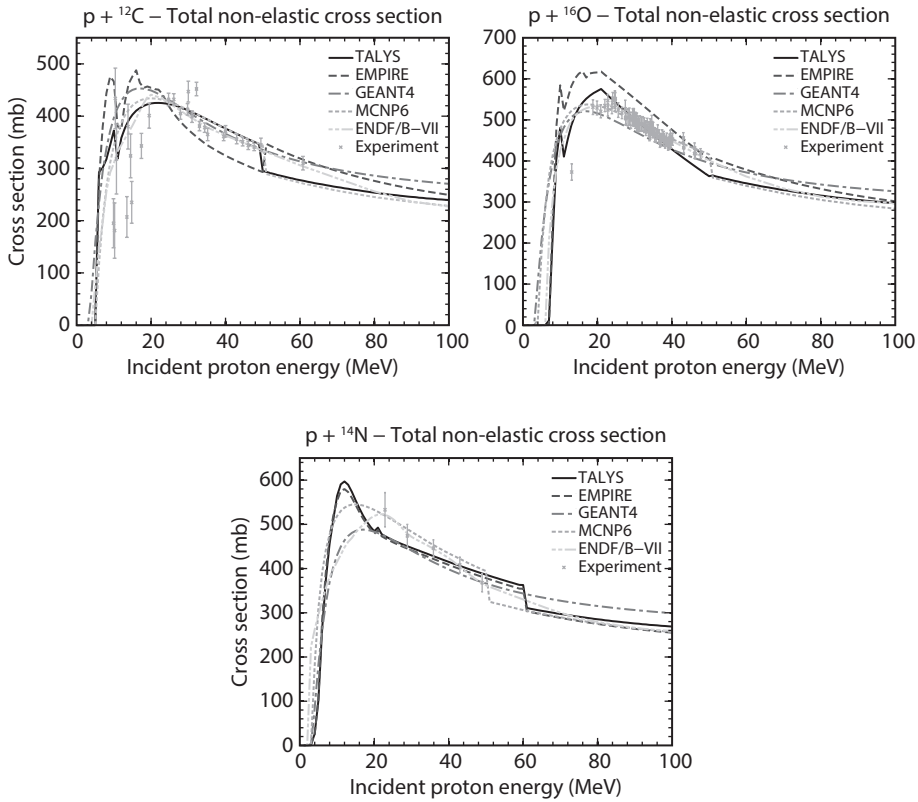 p + ¹²C – Total non-elastic cross section
500
400
300
200
100
0
Cross section (mb)
0 20 40 60 80 100
Incident proton energy (MeV)
TALYS
EMPIRE
GEANT4
MCNP6
ENDF/B–VII
Experiment
p + ¹⁶O – Total non-elastic cross section
700
600
500
400
300
200
100
0
0 20 40 60 80 100
Incident proton energy (MeV)
TALYS
EMPIRE
GEANT4
MCNP6
ENDF/B–VII
Experiment
p + ¹⁴N – Total non-elastic cross section
600
500
400
300
200
100
0
Cross section (mb)
0 20 40 60 80 100
Incident proton energy (MeV)
TALYS
EMPIRE
GEANT4
MCNP6
ENDF/B–VII
Experiment